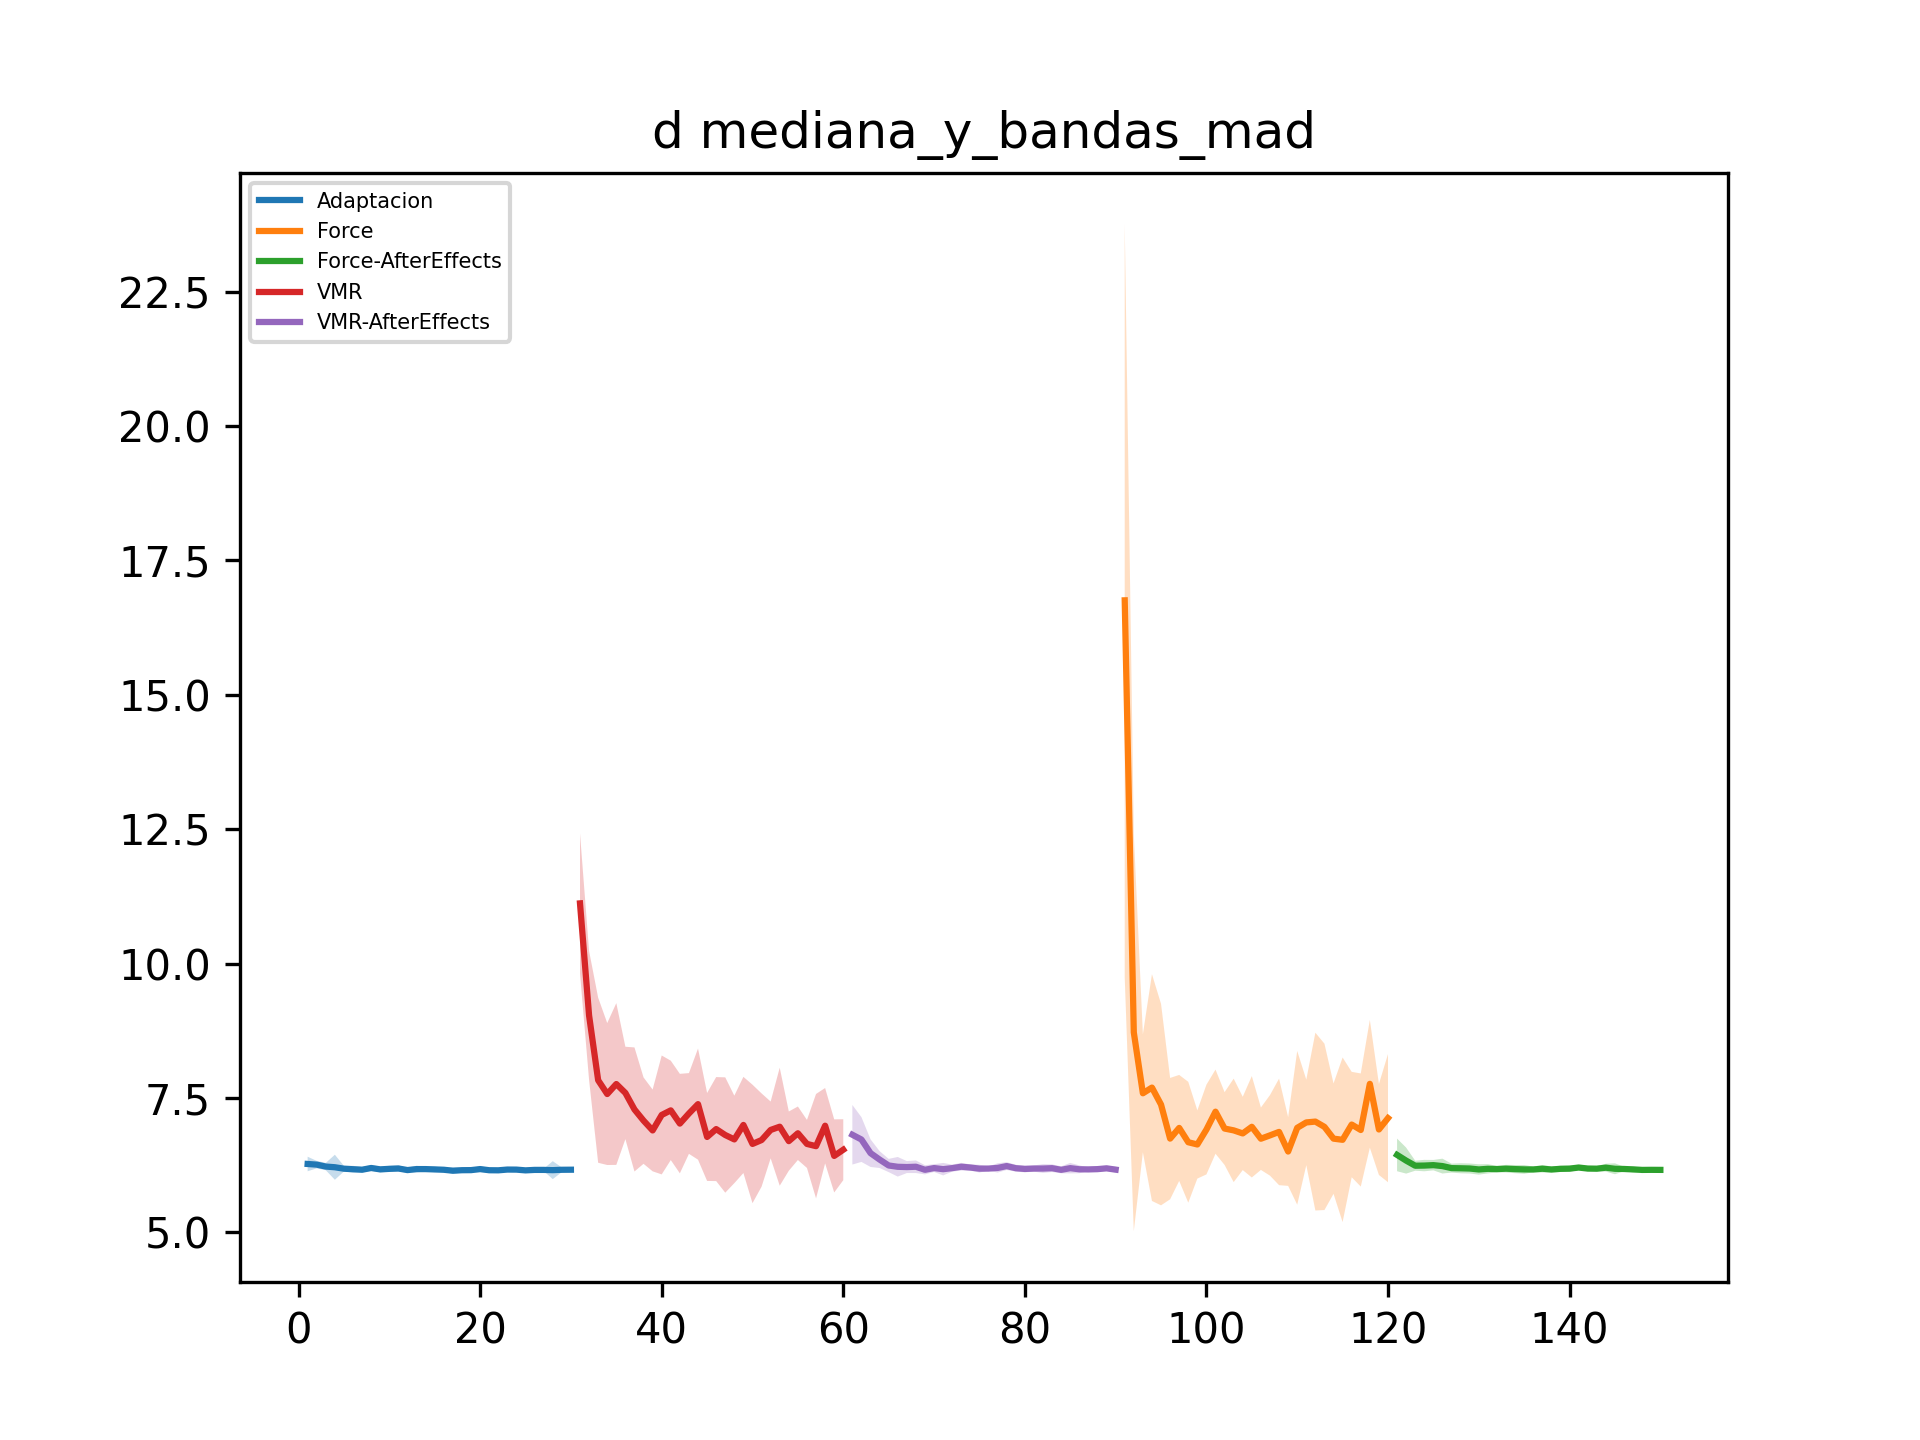 d mediana_y_bandas_mad
Adaptacion
Force
Force-AfterEffects
VMR
VMR-AfterEffects
22.5
20.0
17.5
15.0
12.5
10.0
7.5
5.0
0 20 40 60 80 100 120 140